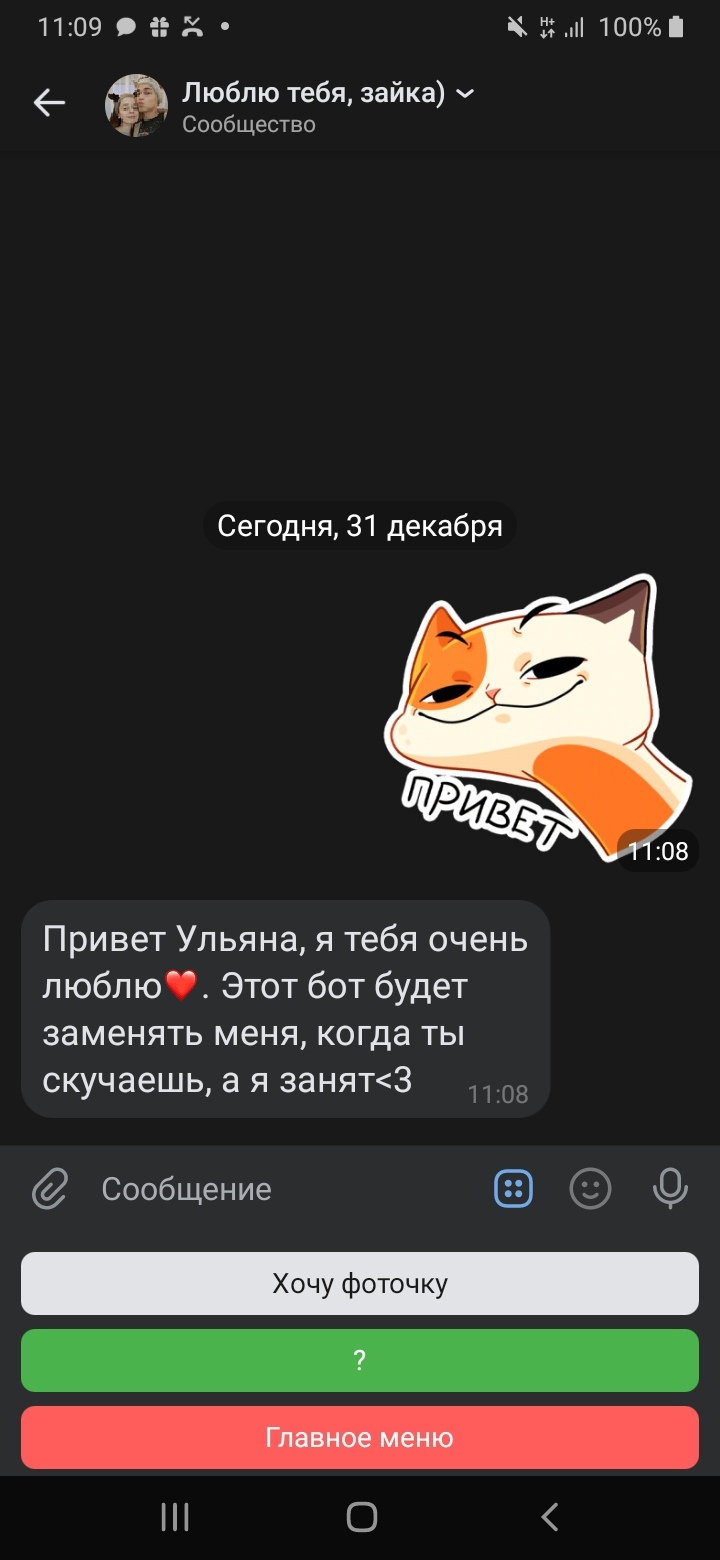 11:09
H+
100%
Люблю тебя, зайка)
Сообщество
Сегодня, 31 декабря
ПРИВЕТ
11:08
Привет Ульяна, я тебя очень
люблю❤️. Этот бот будет
заменять меня, когда ты
скучаешь, а я занят<3
11:08
Сообщение
Хочу фоточку
?
Главное меню